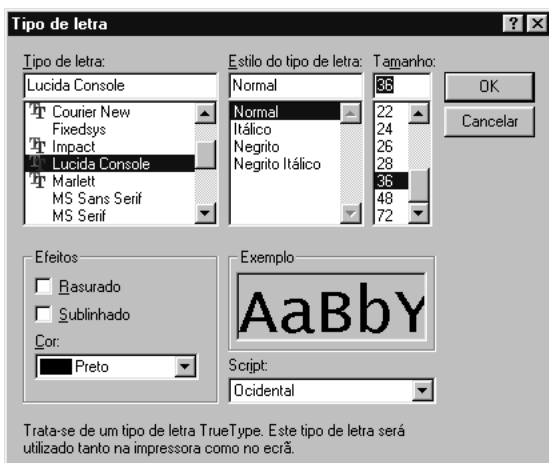 Tipo de letra
Tipo de letra:
Estilo do tipo de letra:
Tamanho:
Lucida Console
Normal
36
OK
Cancelar
Courier New
Fixedsys
Impact
Lucida Console
Marlett
MS Sans Serif
MS Serif
Normal
Itálico
Negrito
Negrito Itálico
22
24
26
28
36
48
72
Efeitos
Rasurado
Sublinhado
Cor:
Preto
Exemplo
AaBbY
Script:
Ocidental
Trata-se de um tipo de letra TrueType. Este tipo de letra será
utilizado tanto na impressora como no ecrã.